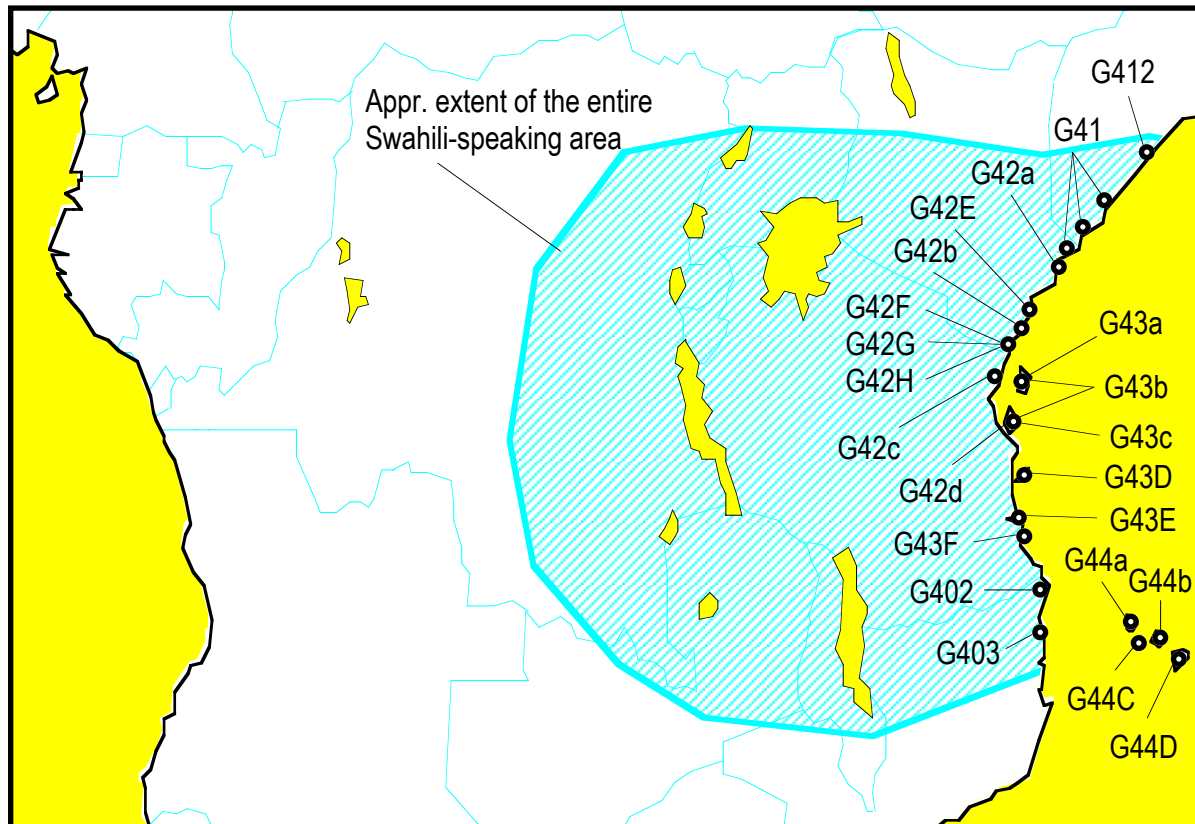 G412
Appr. extent of the entire
Swahili-speaking area
G41
G42a
G42E
G42b
G42F
G42G
G42H
G43a
G43b
G42c
G43c
G42d
G43D
G43E
G43F
G44a
G44b
G402
G403
G44C
G44D